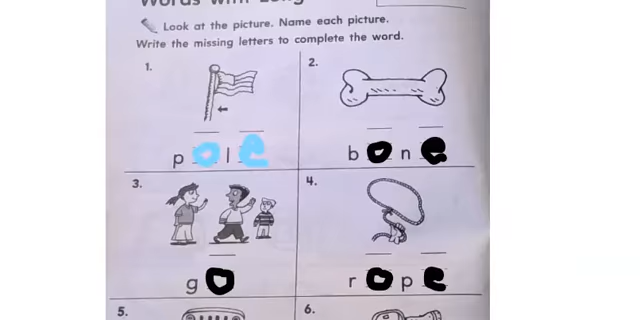 Words with Long
Look at the picture. Name each picture.
Write the missing letters to complete the word.
1.
2.
p o l e
b o n e
3.
4.
g o
r o p e
5.
6.